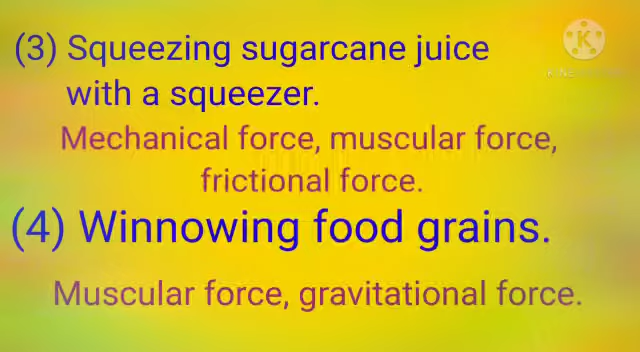 (3) Squeezing sugarcane juice
with a squeezer.
Mechanical force, muscular force,
frictional force.
(4) Winnowing food grains.
Muscular force, gravitational force.
K